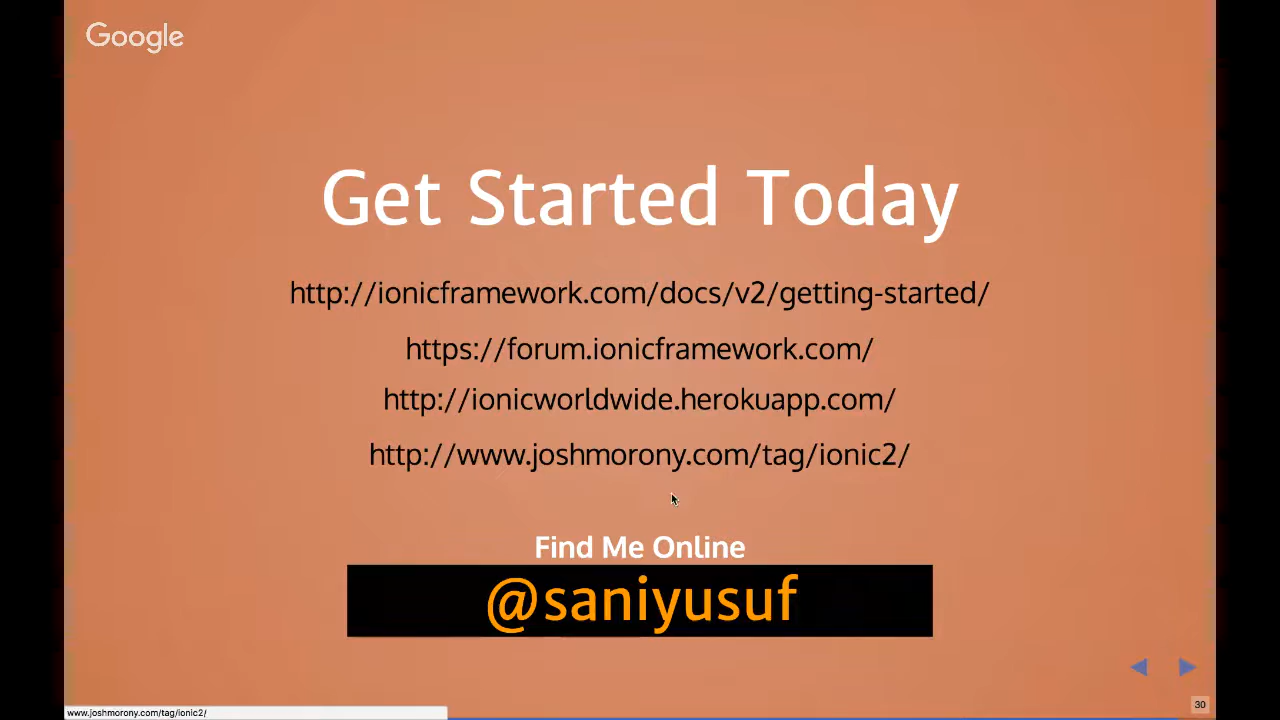 Google
Get Started Today
http://ionicframework.com/docs/v2/getting-started/
https://forum.ionicframework.com/
http://ionicworldwide.herokuapp.com/
http://www.joshmorony.com/tag/ionic2/
Find Me Online
@saniyusuf
30
www.joshmorony.com/tag/ionic2/